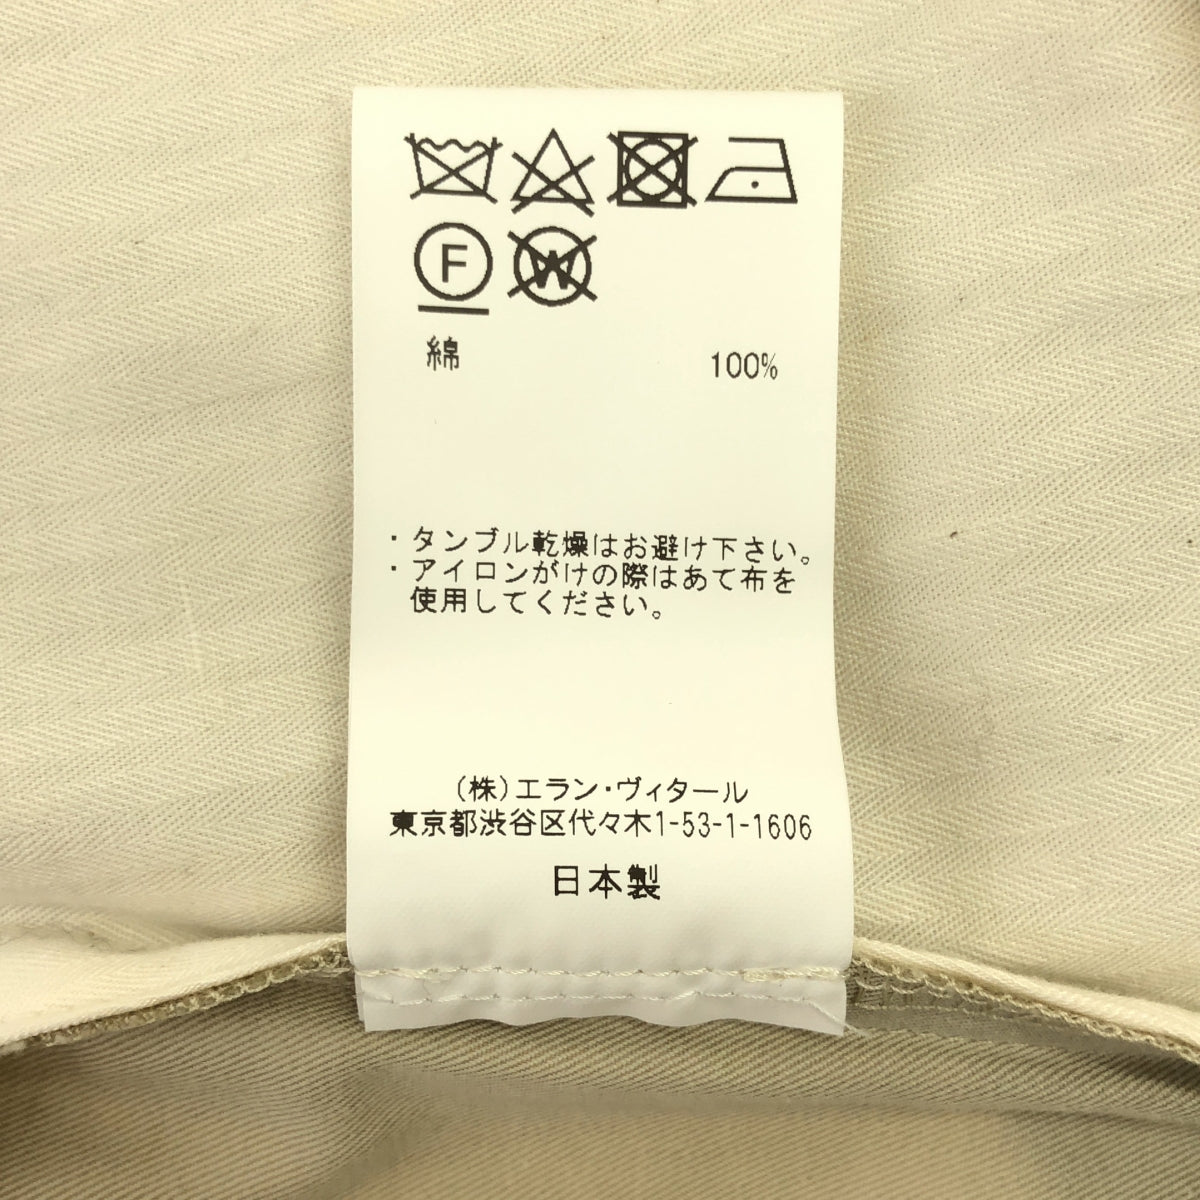 F W
綿 100%
・タンブル乾燥はお避け下さい。
・アイロンがけの際はあて布を
使用してください。
(株)エラン・ヴィタール
東京都渋谷区代々木1-53-1-1606
日本製